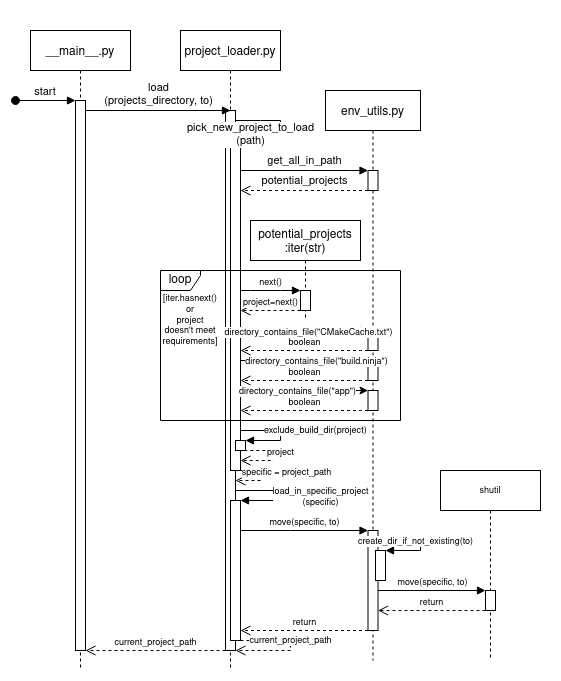 __main__.py
project_loader.py
start
load
(projects_directory, to)
env_utils.py
pick_new_project_to_load
(path)
get_all_in_path
potential_projects
potential_projects
:iter(str)
loop
[iter.hasnext()
or
project
doesn't meet
requirements]
next()
project=next()
directory_contains_file("CMakeCache.txt")
boolean
directory_contains_file("build.ninja")
boolean
directory_contains_file("app")
boolean
exclude_build_dir(project)
project
specific = project_path
load_in_specific_project
(specific)
shutil
move(specific, to)
create_dir_if_not_existing(to)
move(specific, to)
return
return
current_project_path
current_project_path